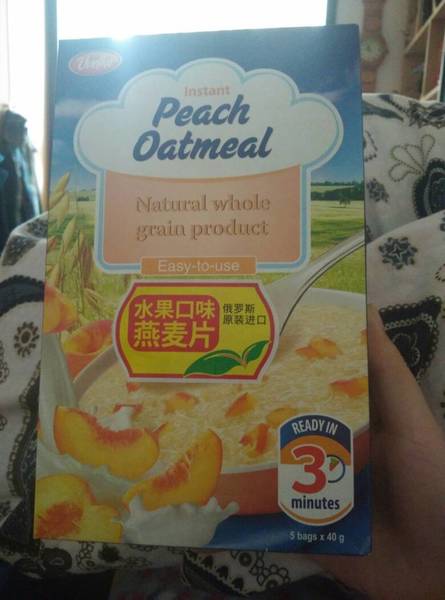 Instant
Peach
Oatmeal
Natural whole
grain product
Easy-to-use
水果口味
燕麦片
俄罗斯
原装进口
READY IN
3
minutes
5 bags x 40 g